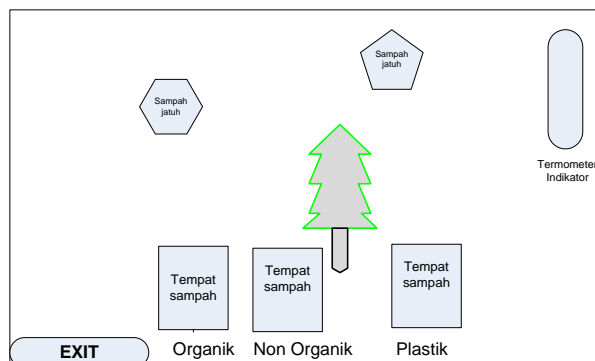 Sampah
jatuh
Sampah
jatuh
Termometer
Indikator
Tempat
sampah
Tempat
sampah
Tempat
sampah
EXIT
Organik
Non Organik
Plastik